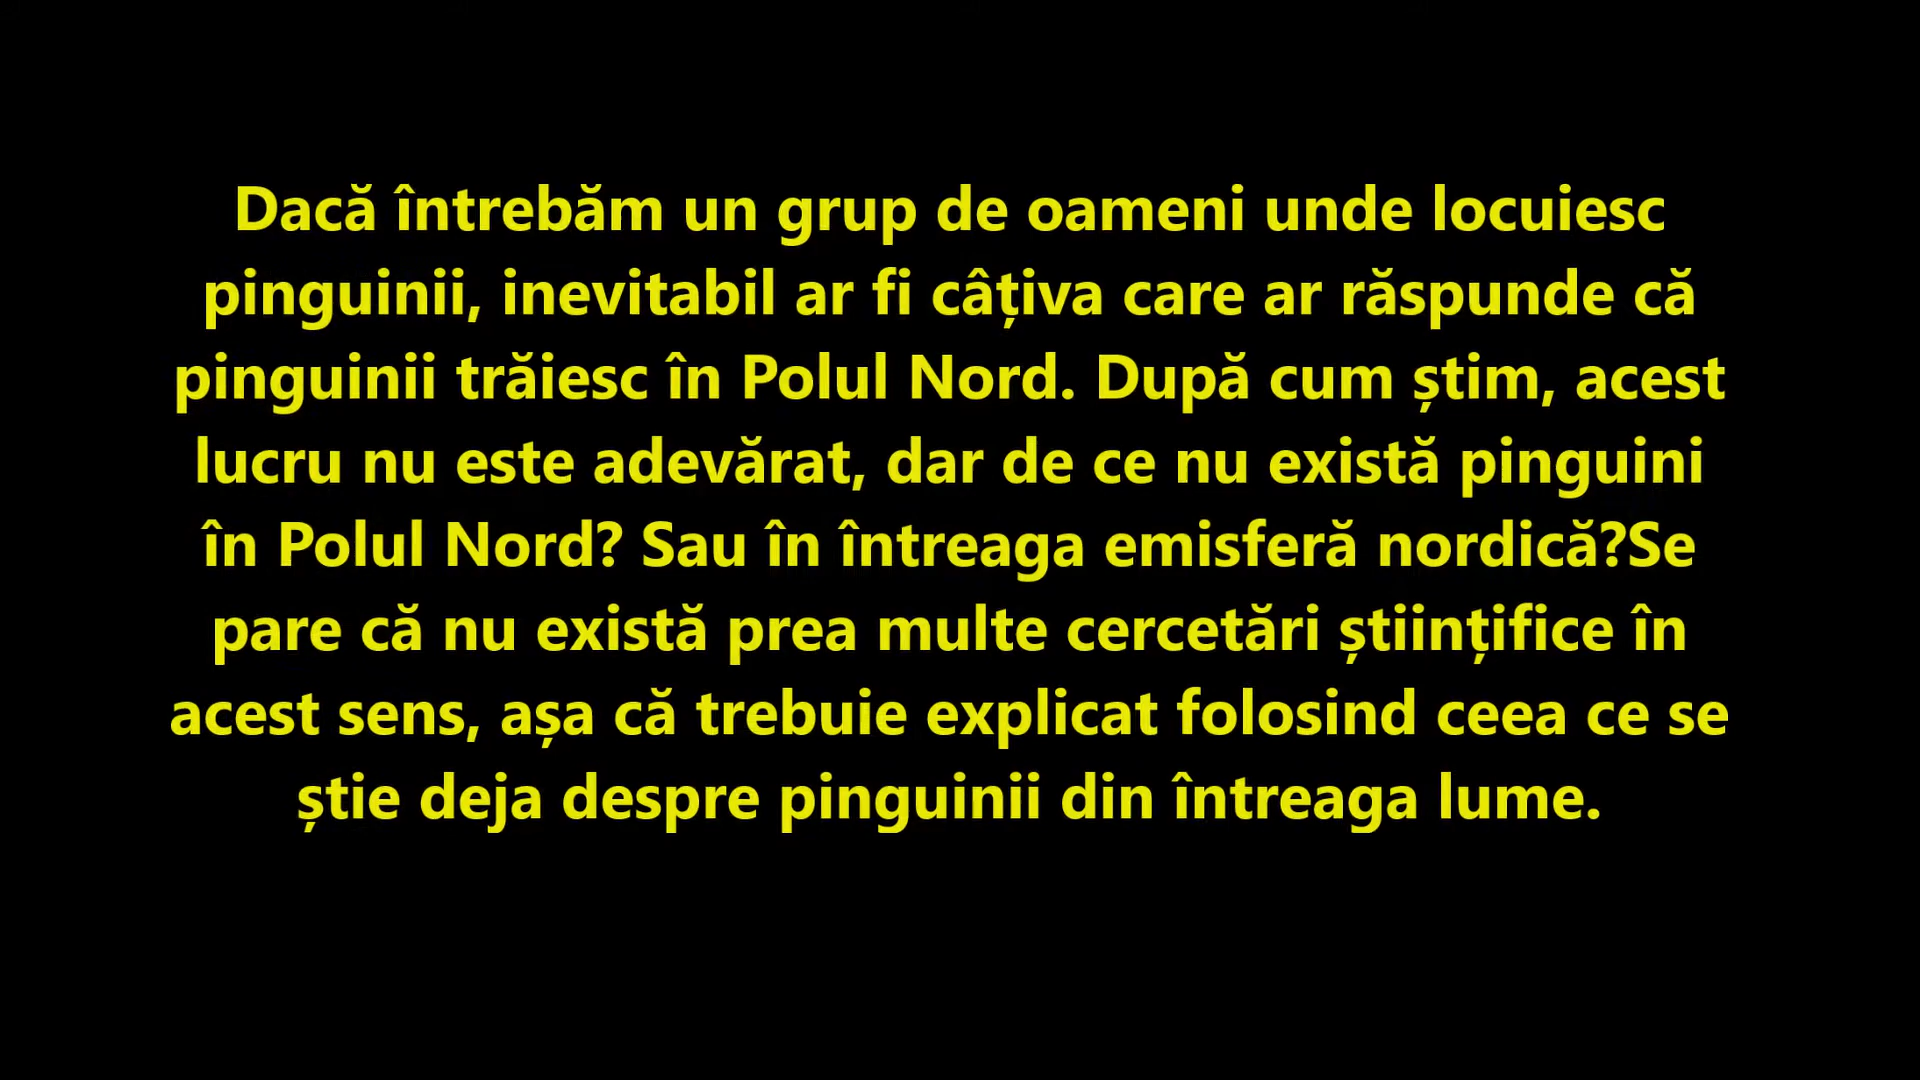 Dacă întrebăm un grup de oameni unde locuiesc
pinguinii, inevitabil ar fi câțiva care ar răspunde că
pinguinii trăiesc în Polul Nord. După cum știm, acest
lucru nu este adevărat, dar de ce nu există pinguini
în Polul Nord? Sau în întreaga emisferă nordică?Se
pare că nu există prea multe cercetări științifice în
acest sens, așa că trebuie explicat folosind ceea ce se
știe deja despre pinguinii din întreaga lume.